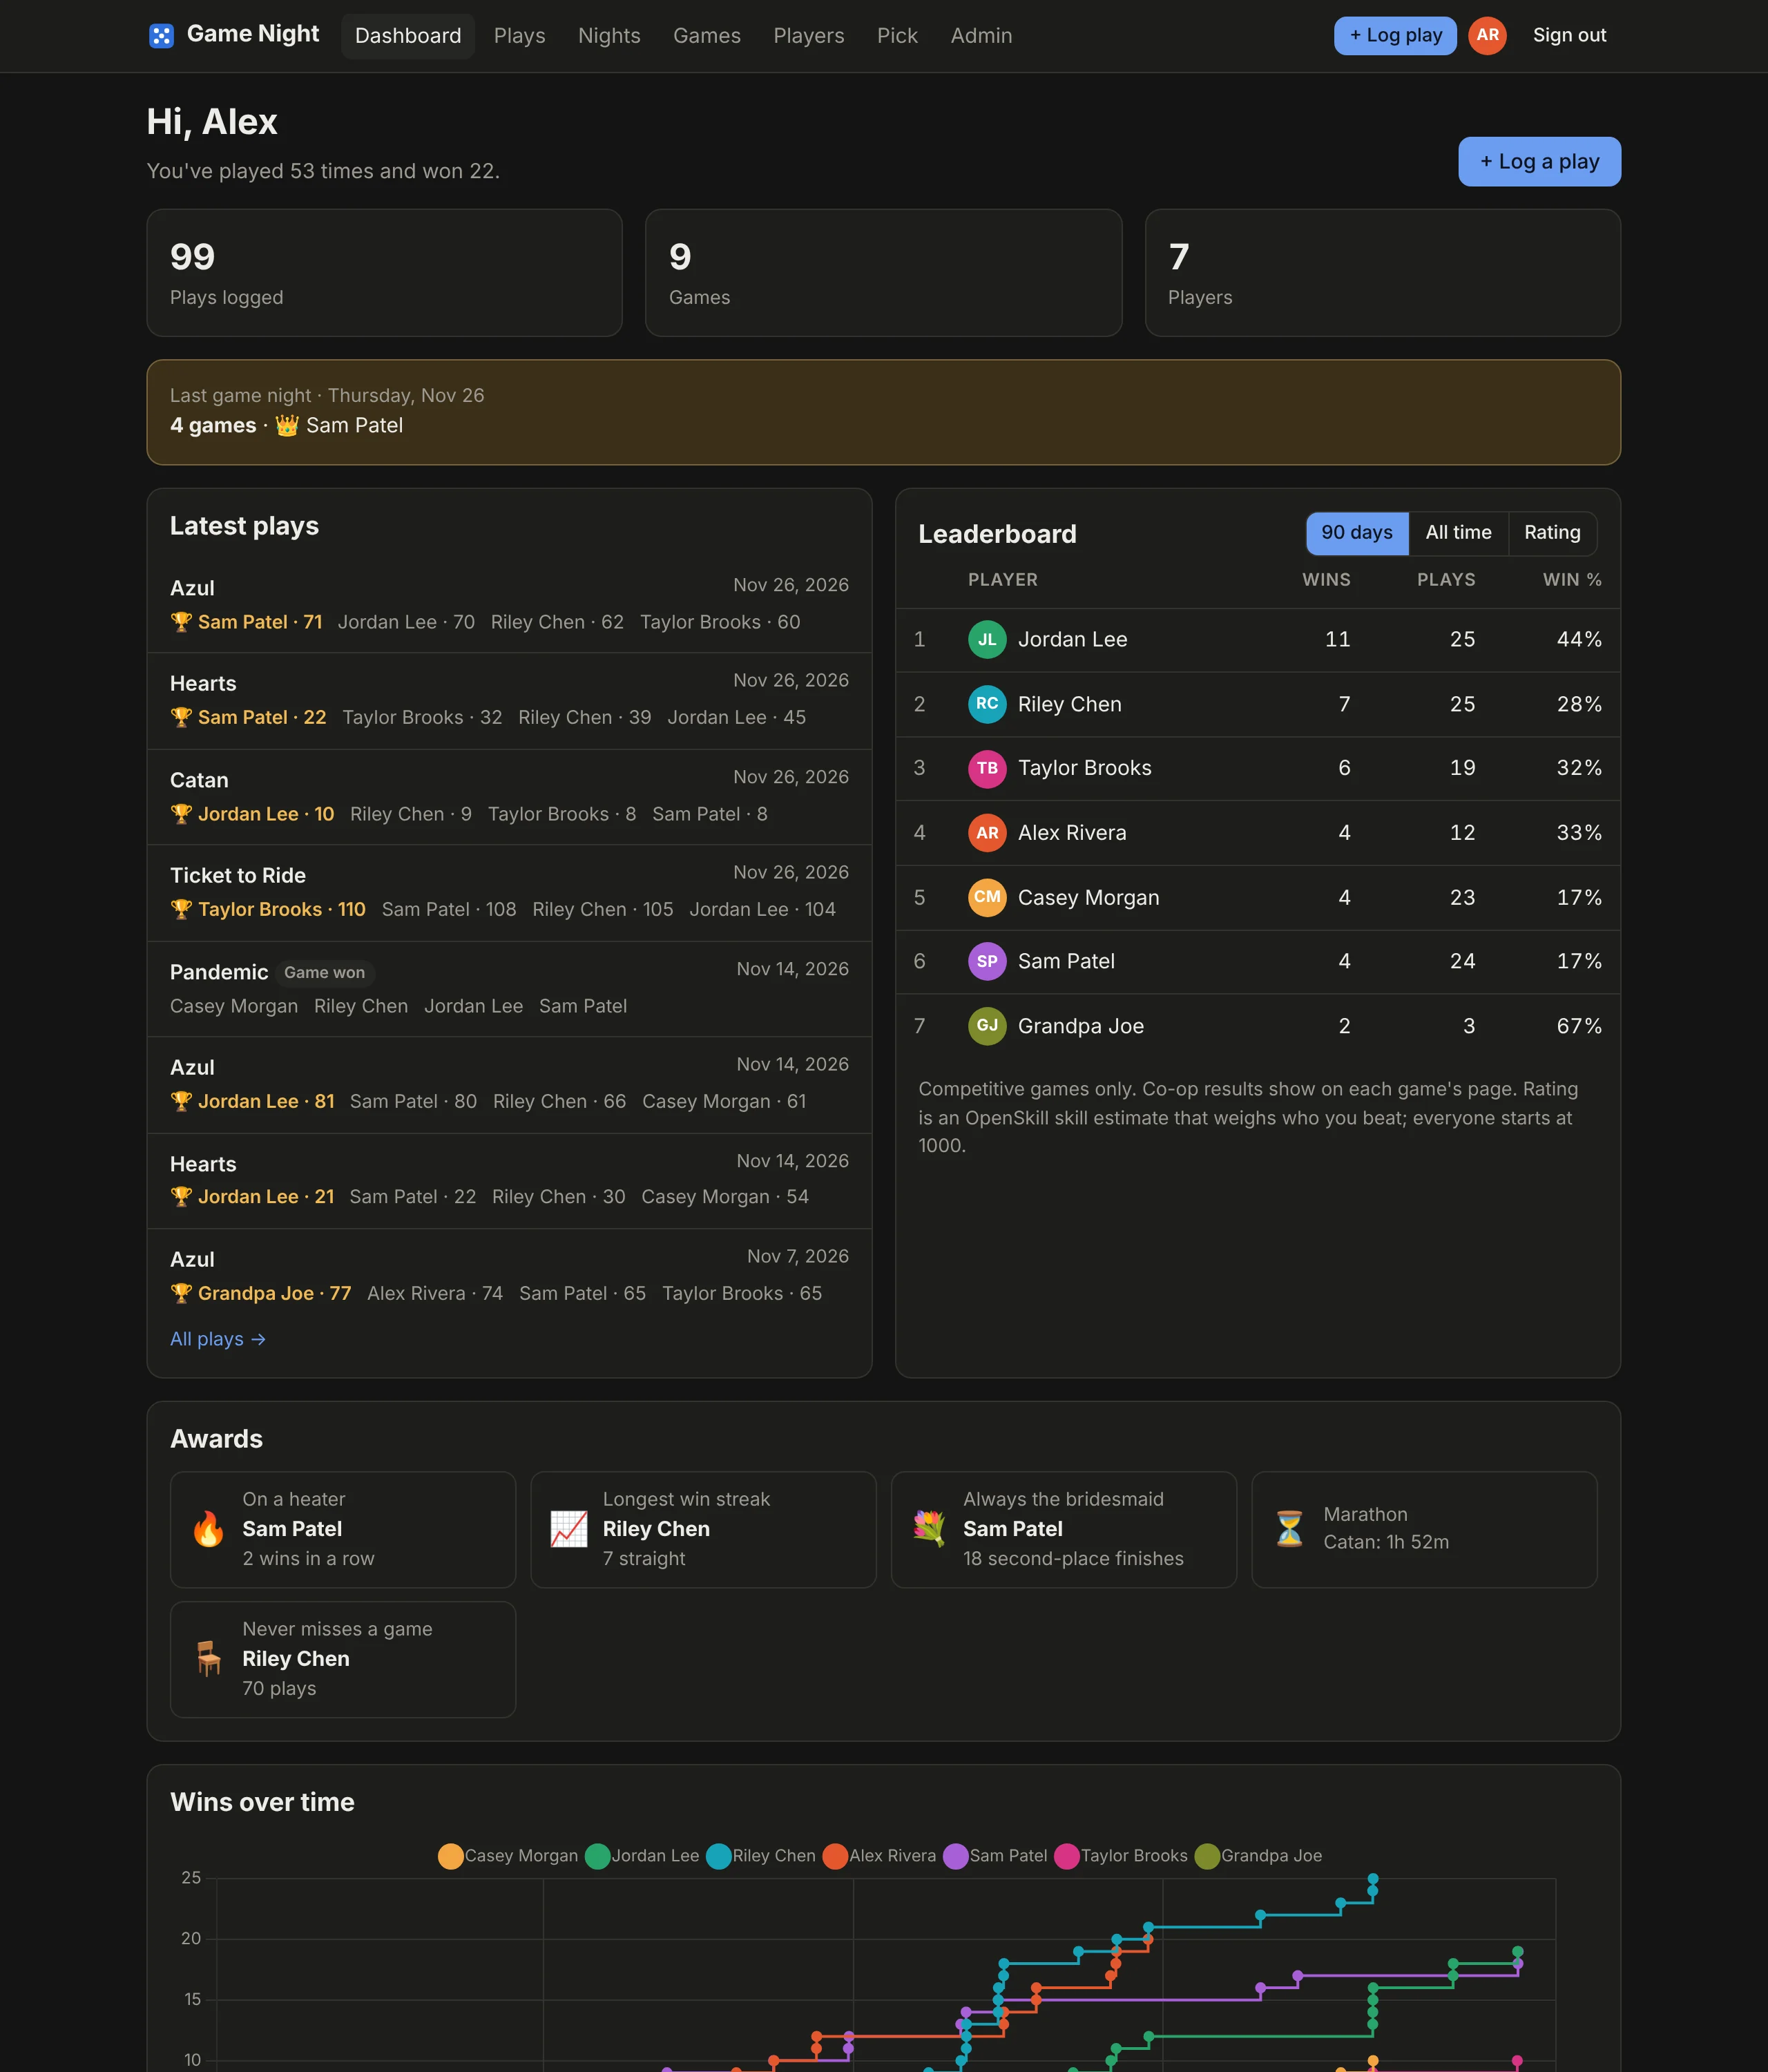 Game Night
Dashboard
Plays
Nights
Games
Players
Pick
Admin
+ Log play
AR
Sign out
Hi, Alex
You've played 53 times and won 22.
+ Log a play
99
Plays logged
9
Games
7
Players
Last game night · Thursday, Nov 26
4 games · 👑 Sam Patel
Latest plays
Azul Nov 26, 2026
🏆 Sam Patel · 71 Jordan Lee · 70 Riley Chen · 62 Taylor Brooks · 60
Hearts Nov 26, 2026
🏆 Sam Patel · 22 Taylor Brooks · 32 Riley Chen · 39 Jordan Lee · 45
Catan Nov 26, 2026
🏆 Jordan Lee · 10 Riley Chen · 9 Taylor Brooks · 8 Sam Patel · 8
Ticket to Ride Nov 26, 2026
🏆 Taylor Brooks · 110 Sam Patel · 108 Riley Chen · 105 Jordan Lee · 104
Pandemic Game won Nov 14, 2026
Casey Morgan Riley Chen Jordan Lee Sam Patel
Azul Nov 14, 2026
🏆 Jordan Lee · 81 Sam Patel · 80 Riley Chen · 66 Casey Morgan · 61
Hearts Nov 14, 2026
🏆 Jordan Lee · 21 Sam Patel · 22 Riley Chen · 30 Casey Morgan · 54
Azul Nov 7, 2026
🏆 Grandpa Joe · 77 Alex Rivera · 74 Sam Patel · 65 Taylor Brooks · 65
All plays →
Leaderboard
90 days
All time
Rating
PLAYER WINS PLAYS WIN %
1 JL Jordan Lee 11 25 44%
2 RC Riley Chen 7 25 28%
3 TB Taylor Brooks 6 19 32%
4 AR Alex Rivera 4 12 33%
5 CM Casey Morgan 4 23 17%
6 SP Sam Patel 4 24 17%
7 GJ Grandpa Joe 2 3 67%
Competitive games only. Co-op results show on each game's page. Rating
is an OpenSkill skill estimate that weighs who you beat; everyone starts at
1000.
Awards
On a heater
Sam Patel
2 wins in a row
Longest win streak
Riley Chen
7 straight
Always the bridesmaid
Sam Patel
18 second-place finishes
Marathon
Catan: 1h 52m
Never misses a game
Riley Chen
70 plays
Wins over time
Casey Morgan Jordan Lee Riley Chen Alex Rivera Sam Patel Taylor Brooks Grandpa Joe
25
20
15
10